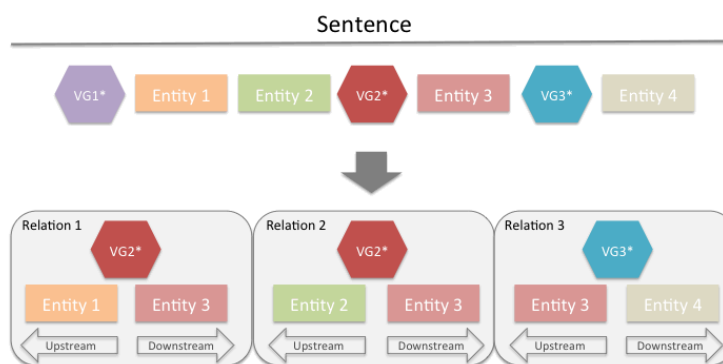 Sentence
VG1* Entity 1 Entity 2 VG2* Entity 3 VG3* Entity 4
Relation 1
VG2*
Entity 1 Entity 3
Upstream Downstream
Relation 2
VG2*
Entity 2 Entity 3
Upstream Downstream
Relation 3
VG3*
Entity 3 Entity 4
Upstream Downstream